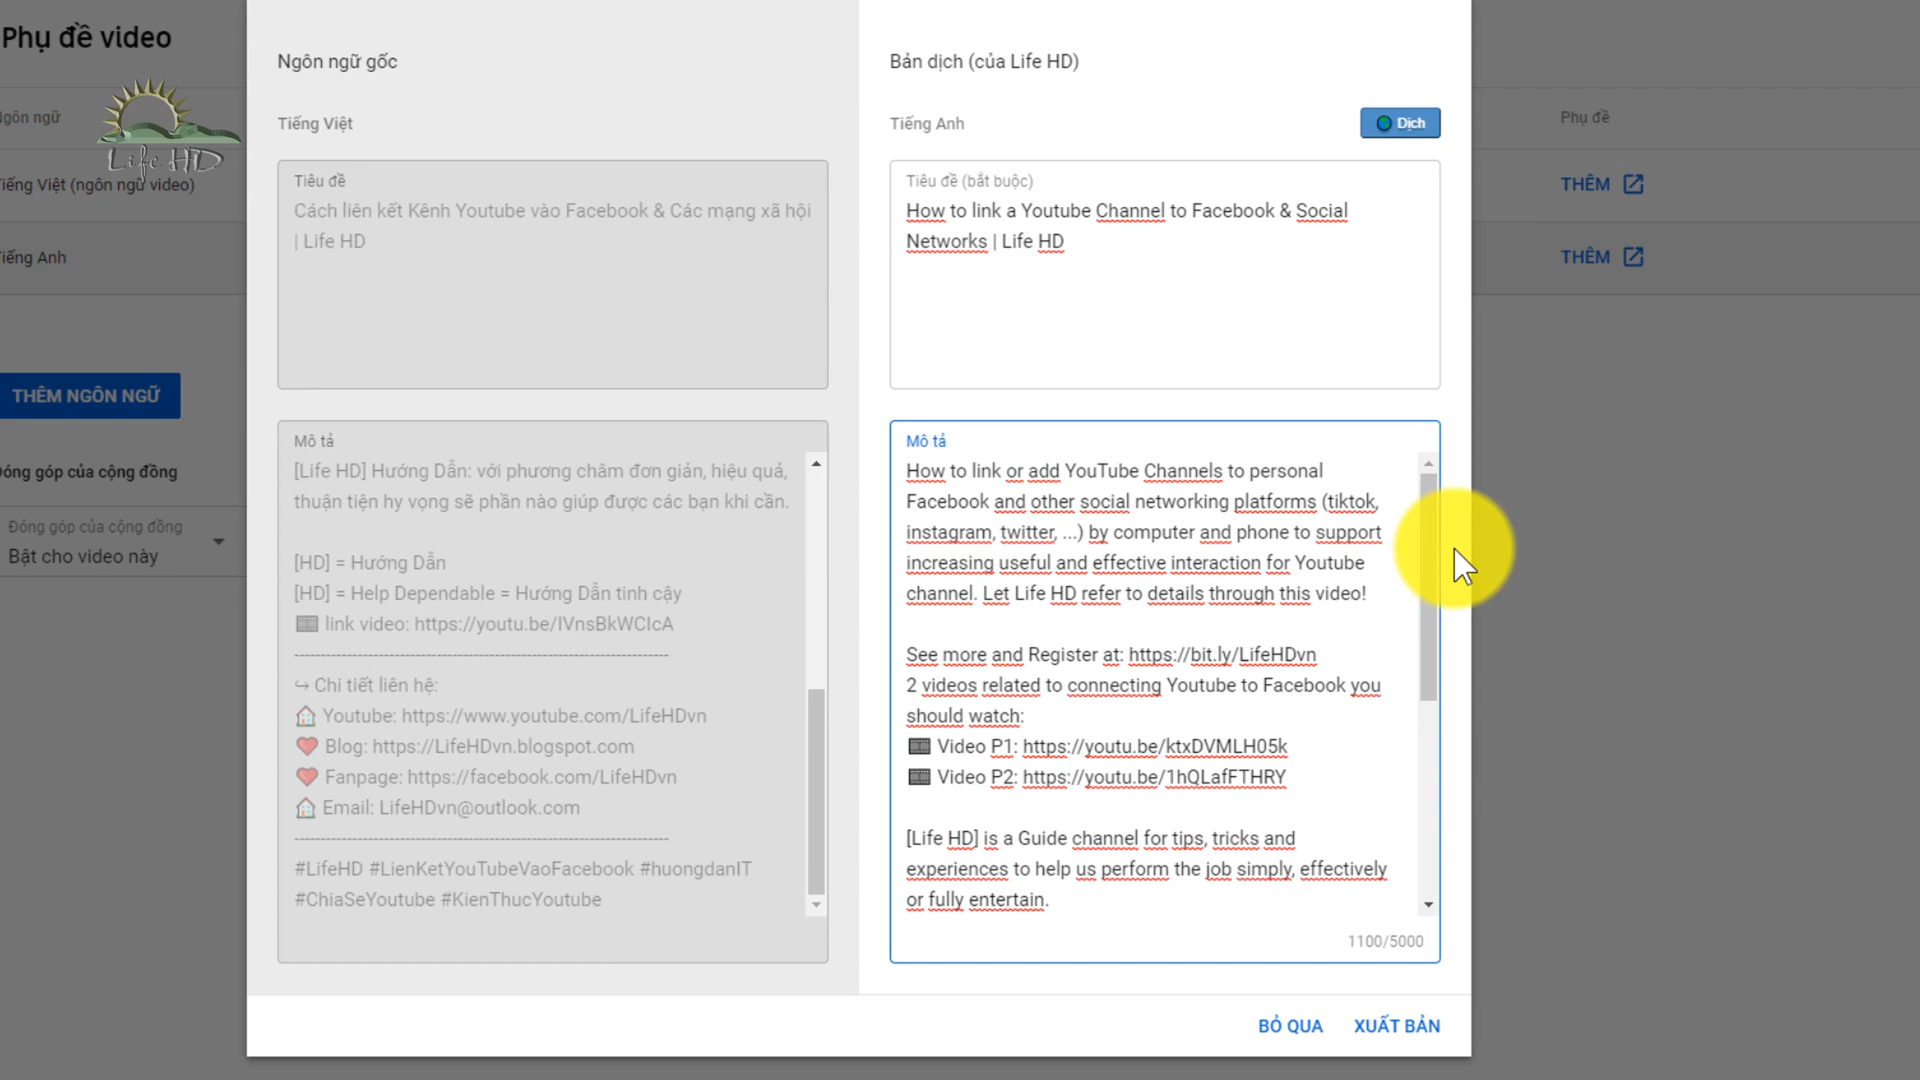 Phụ đề video
Life HD
Ngôn ngữ
Tiếng Việt (ngôn ngữ video)
Tiếng Anh
THÊM NGÔN NGỮ
Đóng góp của cộng đồng
Đóng góp của cộng đồng
Bật cho video này
Ngôn ngữ gốc
Tiếng Việt
Tiêu đề
Cách liên kết Kênh Youtube vào Facebook & Các mạng xã hội
| Life HD
Mô tả
[Life HD] Hướng Dẫn: với phương châm đơn giản, hiệu quả,
thuận tiện hy vọng sẽ phần nào giúp được các bạn khi cần.
[HD] = Hướng Dẫn
[HD] = Help Dependable = Hướng Dẫn tinh cậy
🎞 link video: https://youtu.be/IVnsBkWCIcA
----------------------------------------------------------------------
↪ Chi tiết liên hệ:
🏠 Youtube: https://www.youtube.com/LifeHDvn
❤ Blog: https://LifeHDvn.blogspot.com
❤ Fanpage: https://facebook.com/LifeHDvn
🏠 Email: LifeHDvn@outlook.com
----------------------------------------------------------------------
#LifeHD #LienKetYouTubeVaoFacebook #huongdanIT
#ChiaSeYoutube #KienThucYoutube
Bản dịch (của Life HD)
Tiếng Anh
Dịch
Tiêu đề (bắt buộc)
How to link a Youtube Channel to Facebook & Social
Networks | Life HD
Mô tả
How to link or add YouTube Channels to personal
Facebook and other social networking platforms (tiktok,
instagram, twitter, ...) by computer and phone to support
increasing useful and effective interaction for Youtube
channel. Let Life HD refer to details through this video!
See more and Register at: https://bit.ly/LifeHDvn
2 videos related to connecting Youtube to Facebook you
should watch:
🎞 Video P1: https://youtu.be/ktxDVMLH05k
🎞 Video P2: https://youtu.be/1hQLafFTHRY
[Life HD] is a Guide channel for tips, tricks and
experiences to help us perform the job simply, effectively
or fully entertain.
1100/5000
BỎ QUA
XUẤT BẢN
Phụ đề
THÊM
THÊM